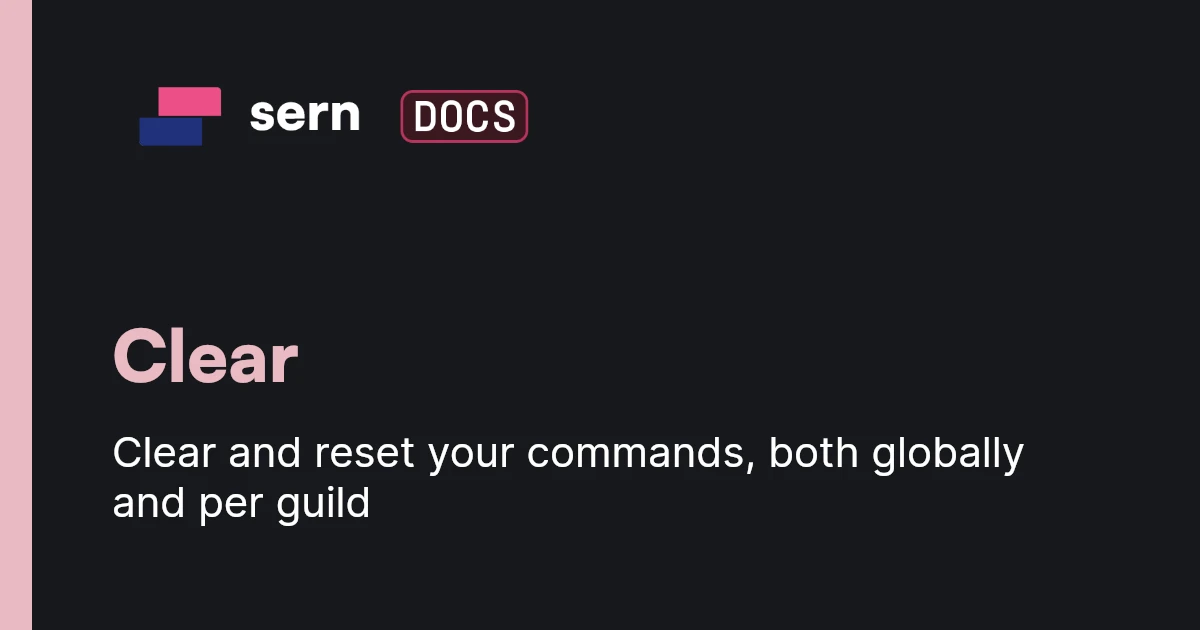 sern DOCS
Clear
Clear and reset your commands, both globally
and per guild